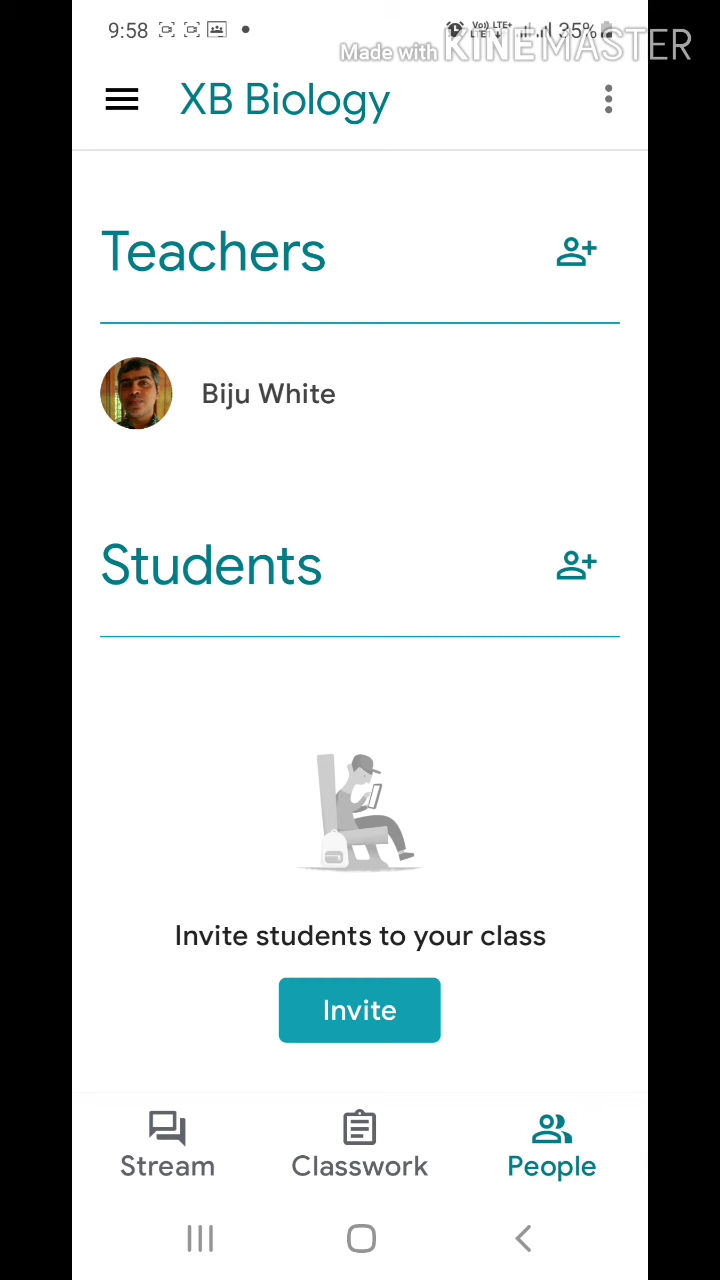 9:58
35%
Made with KINEMASTER
XB Biology
Teachers
Biju White
Students
Invite students to your class
Invite
Stream
Classwork
People